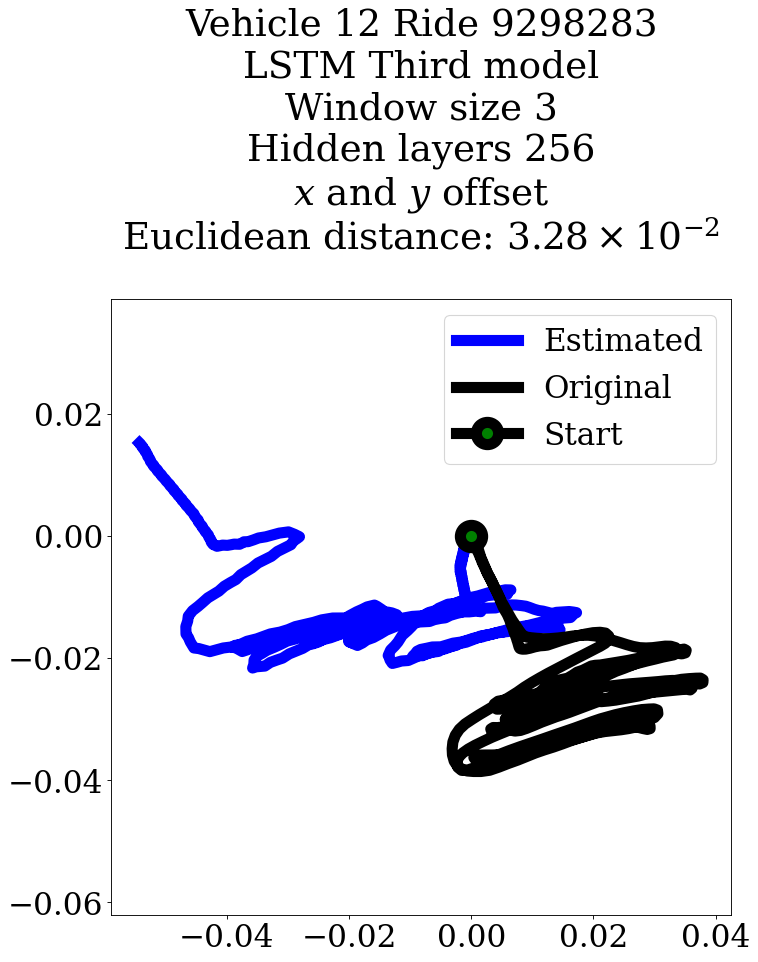 Vehicle 12 Ride 9298283
LSTM Third model
Window size 3
Hidden layers 256
x and y offset
Euclidean distance: 3.28 × 10⁻²
Estimated
Original
Start
0.02
0.00
−0.02
−0.04
−0.06
−0.04 −0.02 0.00 0.02 0.04